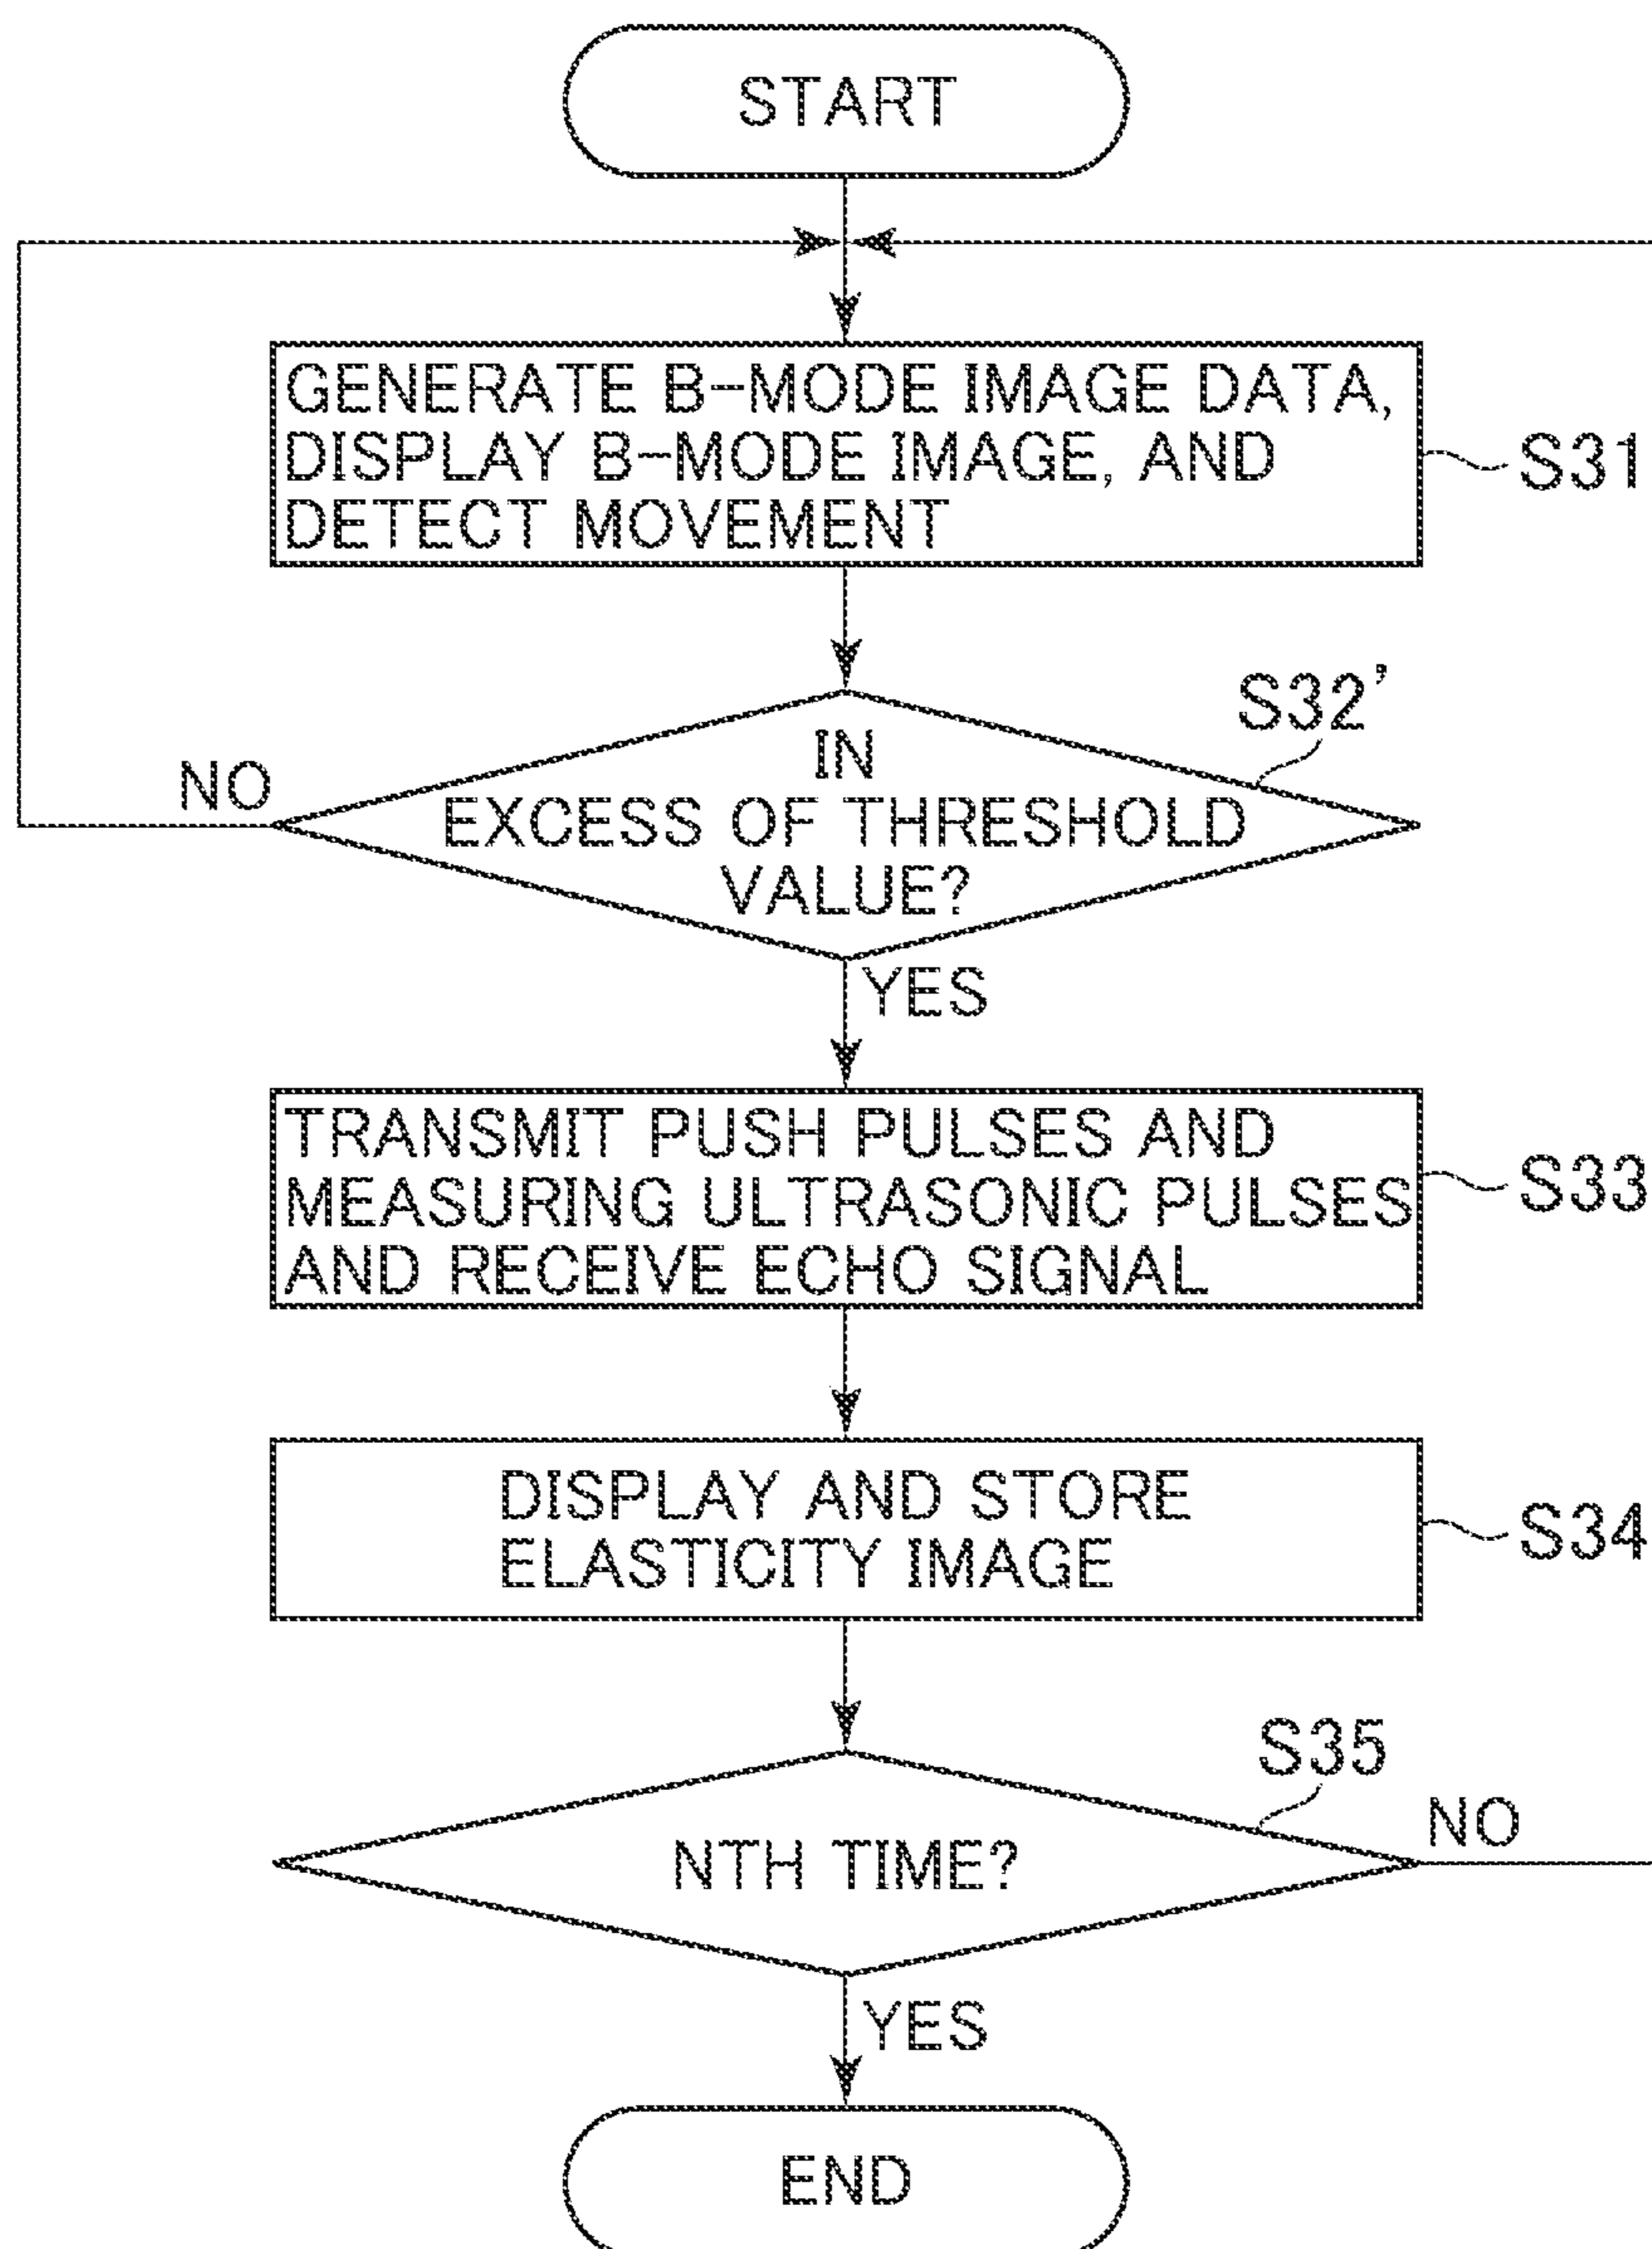 START
GENERATE B-MODE IMAGE DATA,
DISPLAY B-MODE IMAGE, AND
DETECT MOVEMENT
S31
S32'
IN
EXCESS OF THRESHOLD
VALUE?
NO
YES
TRANSMIT PUSH PULSES AND
MEASURING ULTRASONIC PULSES
AND RECEIVE ECHO SIGNAL
S33
DISPLAY AND STORE
ELASTICITY IMAGE
S34
S35
NTH TIME?
NO
YES
END